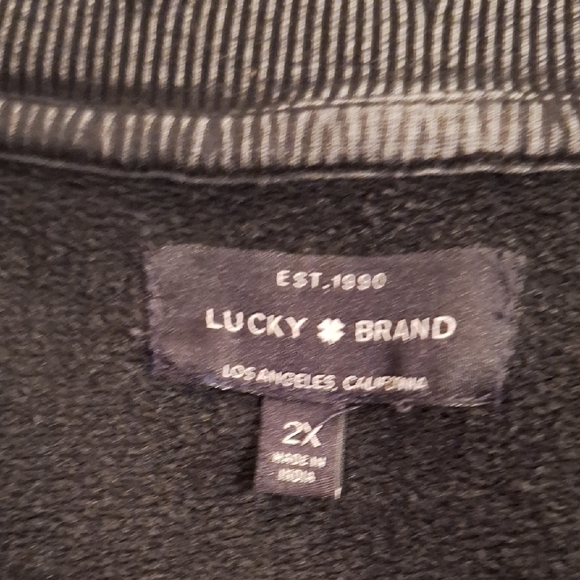 EST.1990
LUCKY BRAND
LOS ANGELES, CALIFORNIA
2X
MADE IN
INDIA